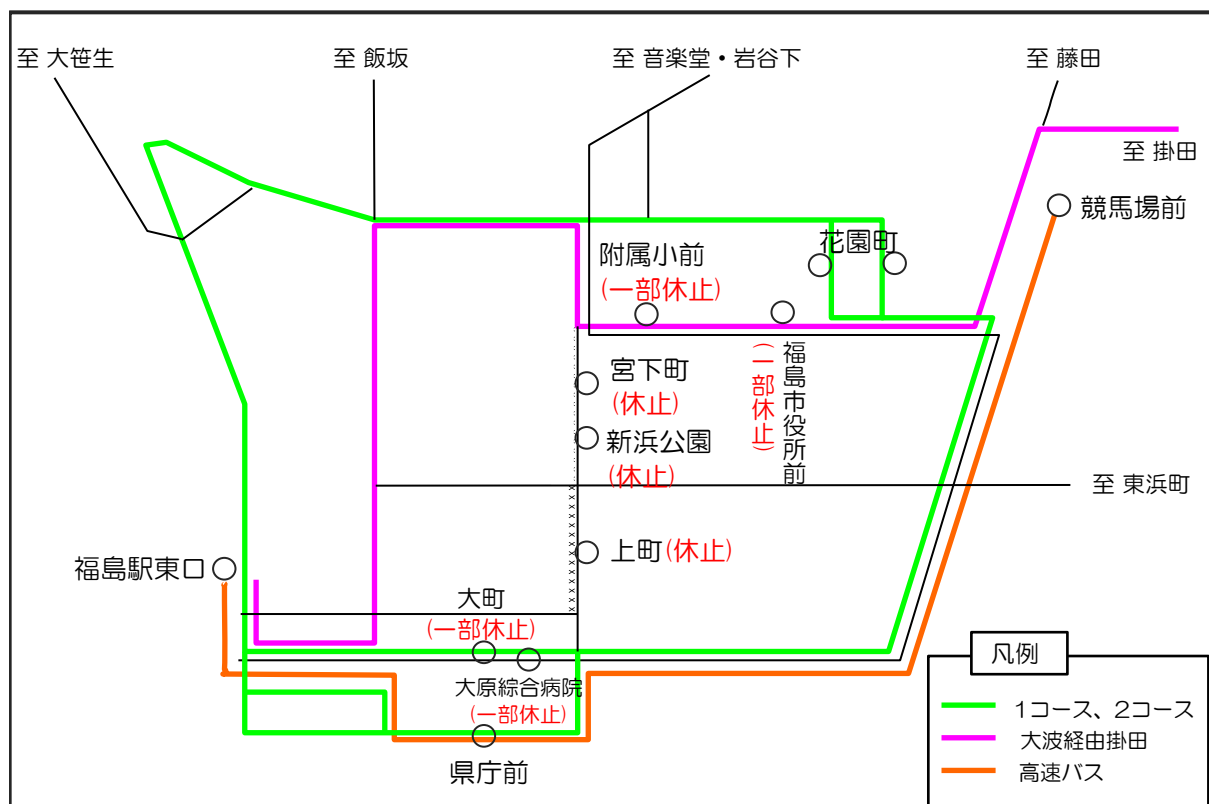 至 大笹生
至 飯坂
至 音楽堂・岩谷下
至 藤田
至 掛田
競馬場前
花園町
附属小前
(一部休止)
福島市役所前
(一部休止)
宮下町
(休止)
新浜公園
(休止)
至 東浜町
上町(休止)
福島駅東口
大町
(一部休止)
大原綜合病院
(一部休止)
県庁前
凡例
1コース、2コース
大波経由掛田
高速バス